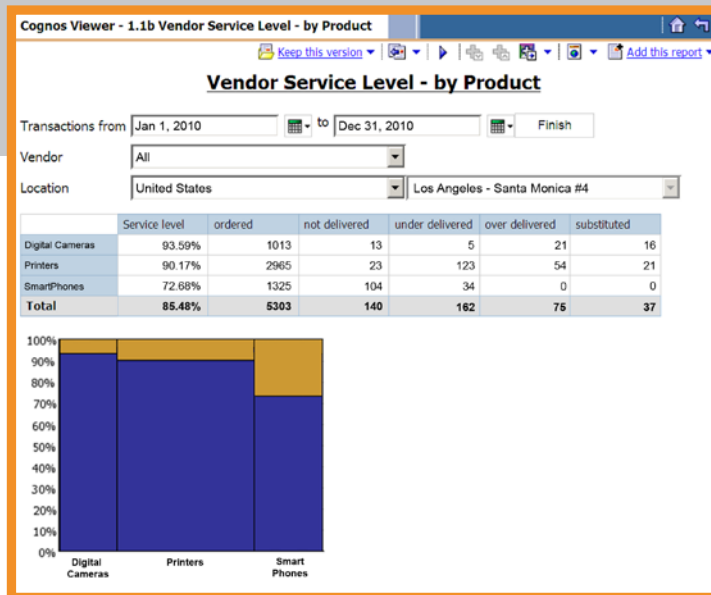 Cognos Viewer - 1.1b Vendor Service Level - by Product
Keep this version Add this report
Vendor Service Level - by Product
Transactions from Jan 1, 2010 to Dec 31, 2010 Finish
Vendor All
Location United States Los Angeles - Santa Monica #4
Service level ordered not delivered under delivered over delivered substituted
Digital Cameras 93.59% 1013 13 5 21 16
Printers 90.17% 2965 23 123 54 21
SmartPhones 72.68% 1325 104 34 0 0
Total 85.48% 5303 140 162 75 37
100%
90%
80%
70%
60%
50%
40%
30%
20%
10%
0%
Digital Printers Smart
Cameras Phones